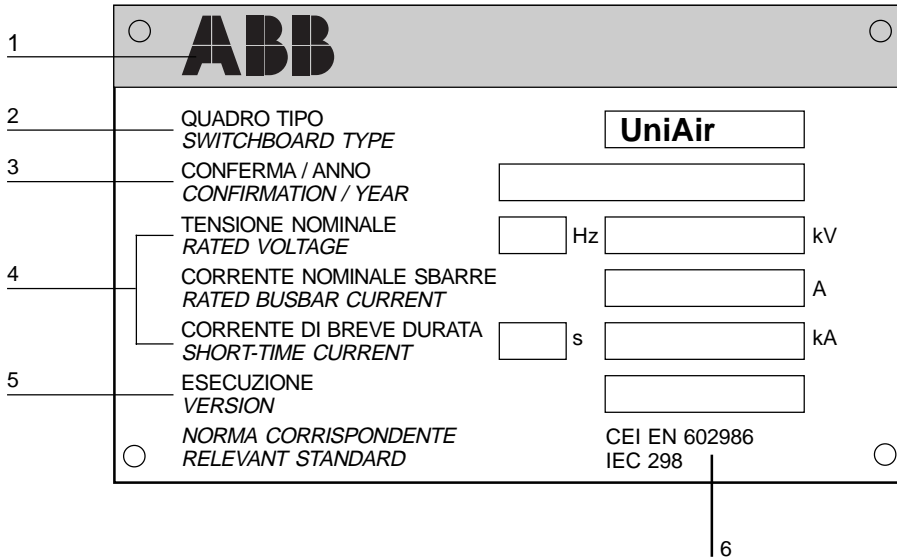 1
ABB
2
QUADRO TIPO
SWITCHBOARD TYPE
UniAir
3
CONFERMA / ANNO
CONFIRMATION / YEAR
4
TENSIONE NOMINALE
RATED VOLTAGE
Hz
kV
CORRENTE NOMINALE SBARRE
RATED BUSBAR CURRENT
A
CORRENTE DI BREVE DURATA
SHORT-TIME CURRENT
s
kA
5
ESECUZIONE
VERSION
NORMA CORRISPONDENTE
RELEVANT STANDARD
CEI EN 602986
IEC 298
6